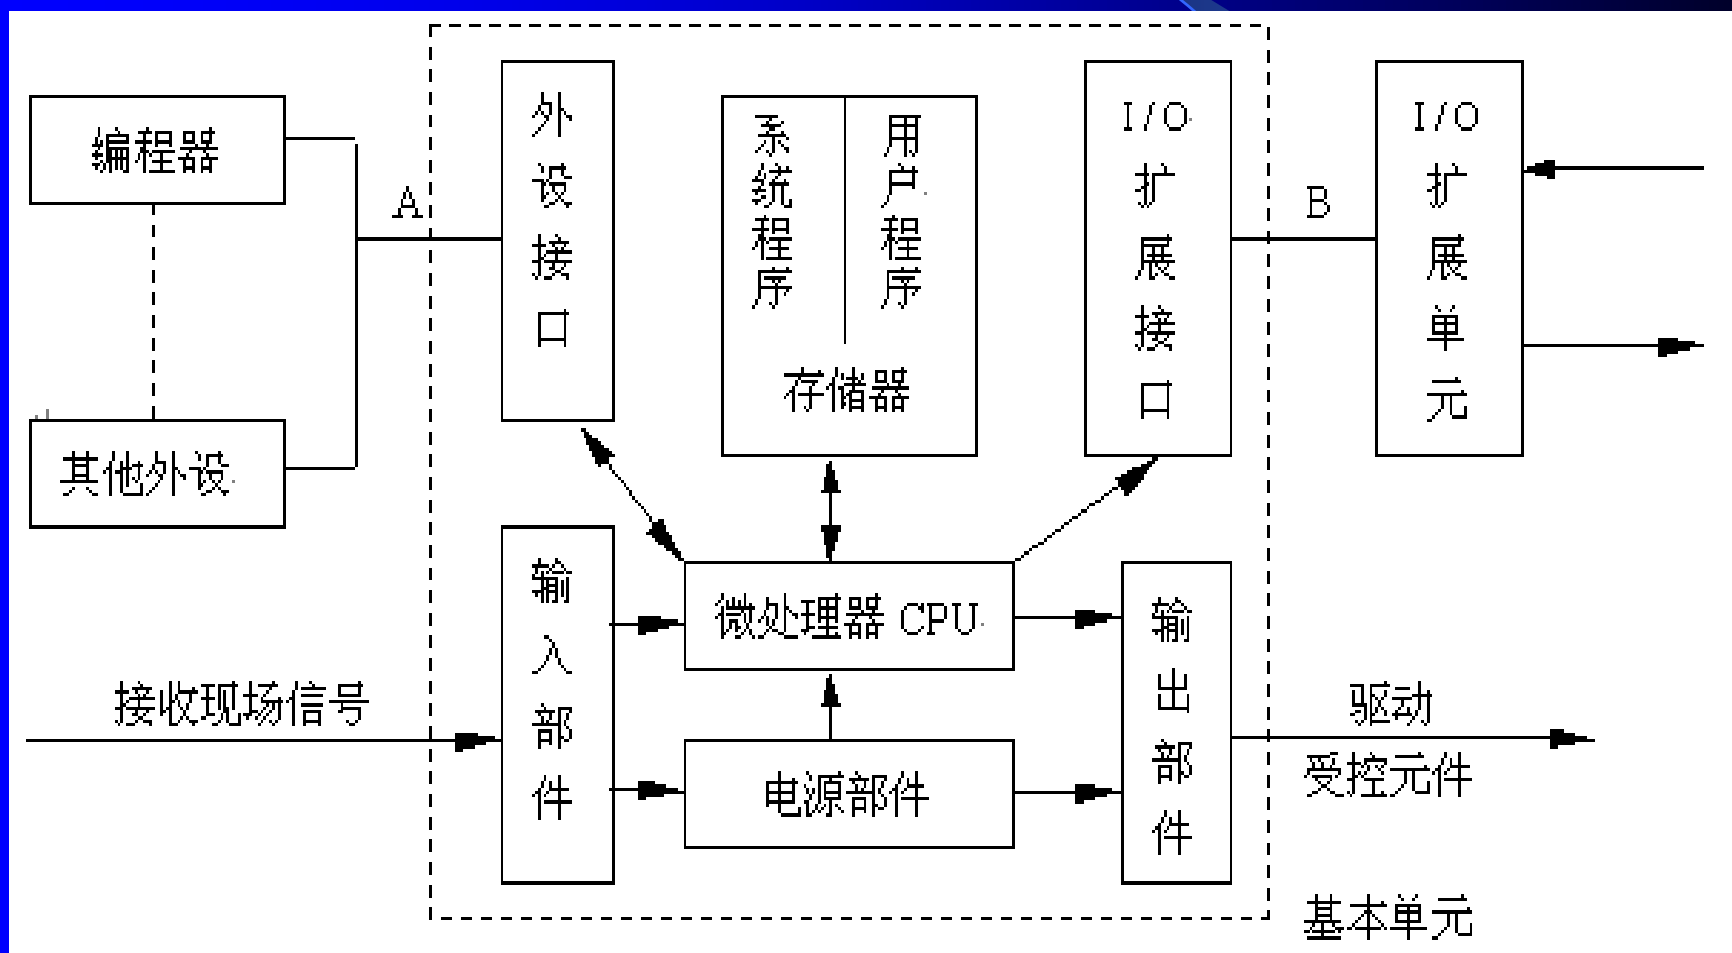 编程器
其他外设
A
外设接口
系统程序
用户程序
存储器
I/O扩展接口
B
I/O扩展单元
输入部件
微处理器 CPU
电源部件
输出部件
接收现场信号
驱动
受控元件
基本单元